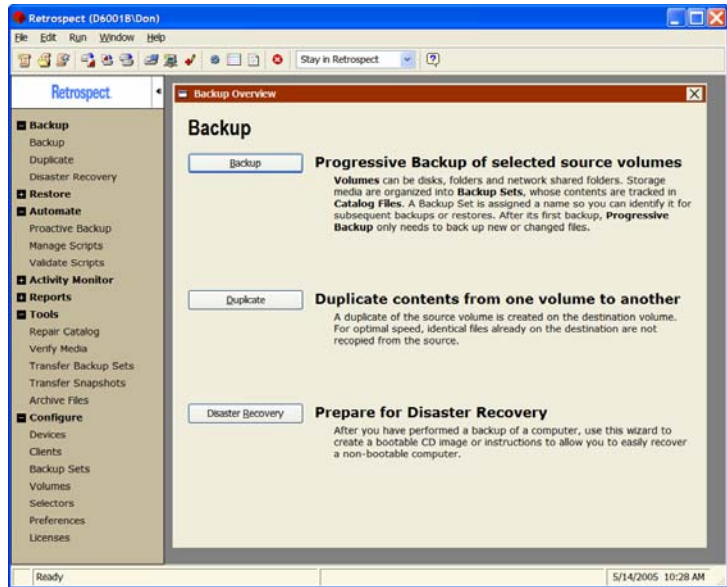 Retrospect (D6001B\Don)
File Edit Run Window Help
Stay in Retrospect
Retrospect
Backup
Backup
Duplicate
Disaster Recovery
Restore
Automate
Proactive Backup
Manage Scripts
Validate Scripts
Activity Monitor
Reports
Tools
Repair Catalog
Verify Media
Transfer Backup Sets
Transfer Snapshots
Archive Files
Configure
Devices
Clients
Backup Sets
Volumes
Selectors
Preferences
Licenses
Backup Overview
Backup
Backup
Progressive Backup of selected source volumes
Volumes can be disks, folders and network shared folders. Storage
media are organized into Backup Sets, whose contents are tracked in
Catalog Files. A Backup Set is assigned a name so you can identify it for
subsequent backups or restores. After its first backup, Progressive
Backup only needs to back up new or changed files.
Duplicate
Duplicate contents from one volume to another
A duplicate of the source volume is created on the destination volume.
For optimal speed, identical files already on the destination are not
recopied from the source.
Disaster Recovery
Prepare for Disaster Recovery
After you have performed a backup of a computer, use this wizard to
create a bootable CD image or instructions to allow you to easily recover
a non-bootable computer.
Ready
5/14/2005 10:28 AM